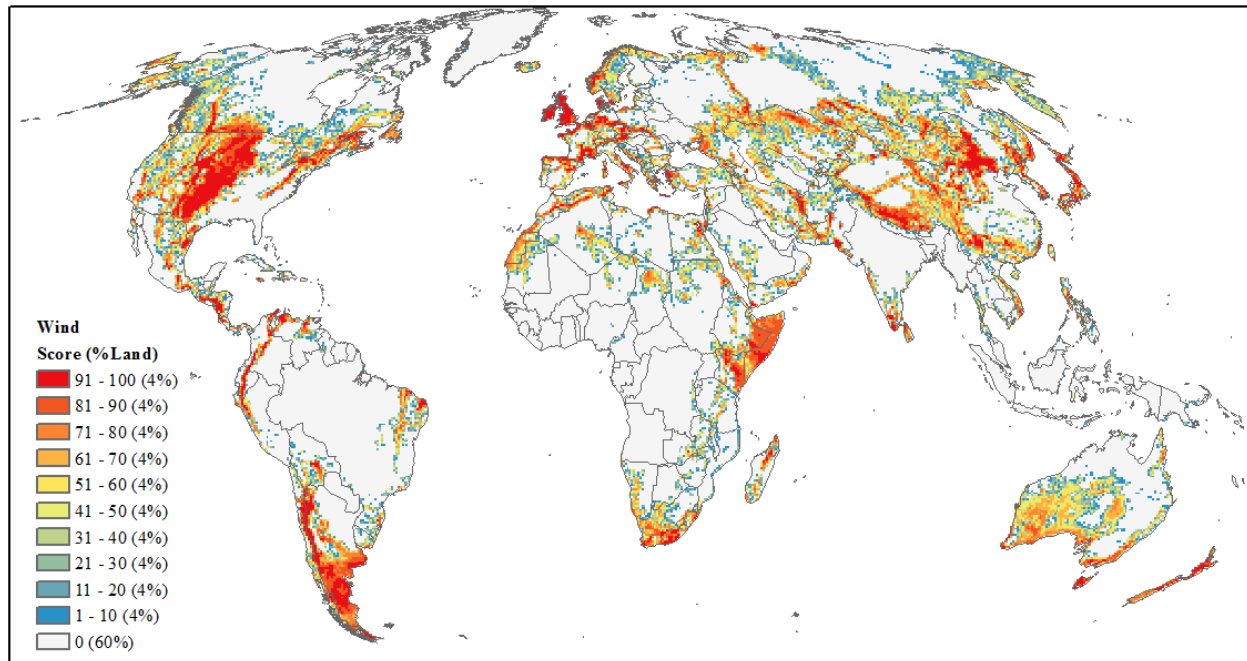 Wind
Score (%Land)
91 - 100 (4%)
81 - 90 (4%)
71 - 80 (4%)
61 - 70 (4%)
51 - 60 (4%)
41 - 50 (4%)
31 - 40 (4%)
21 - 30 (4%)
11 - 20 (4%)
1 - 10 (4%)
0 (60%)